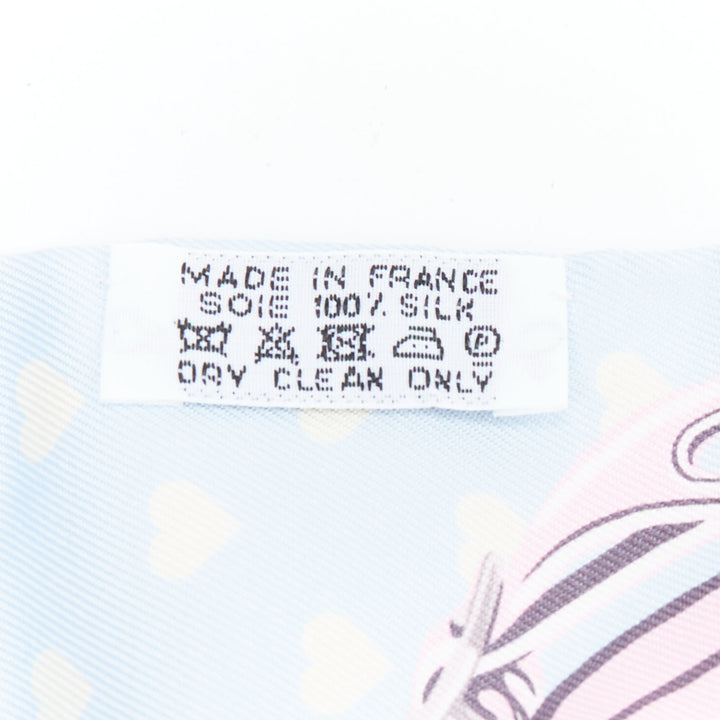 MADE IN FRANCE
SOIE 100% SILK
DRY CLEAN ONLY